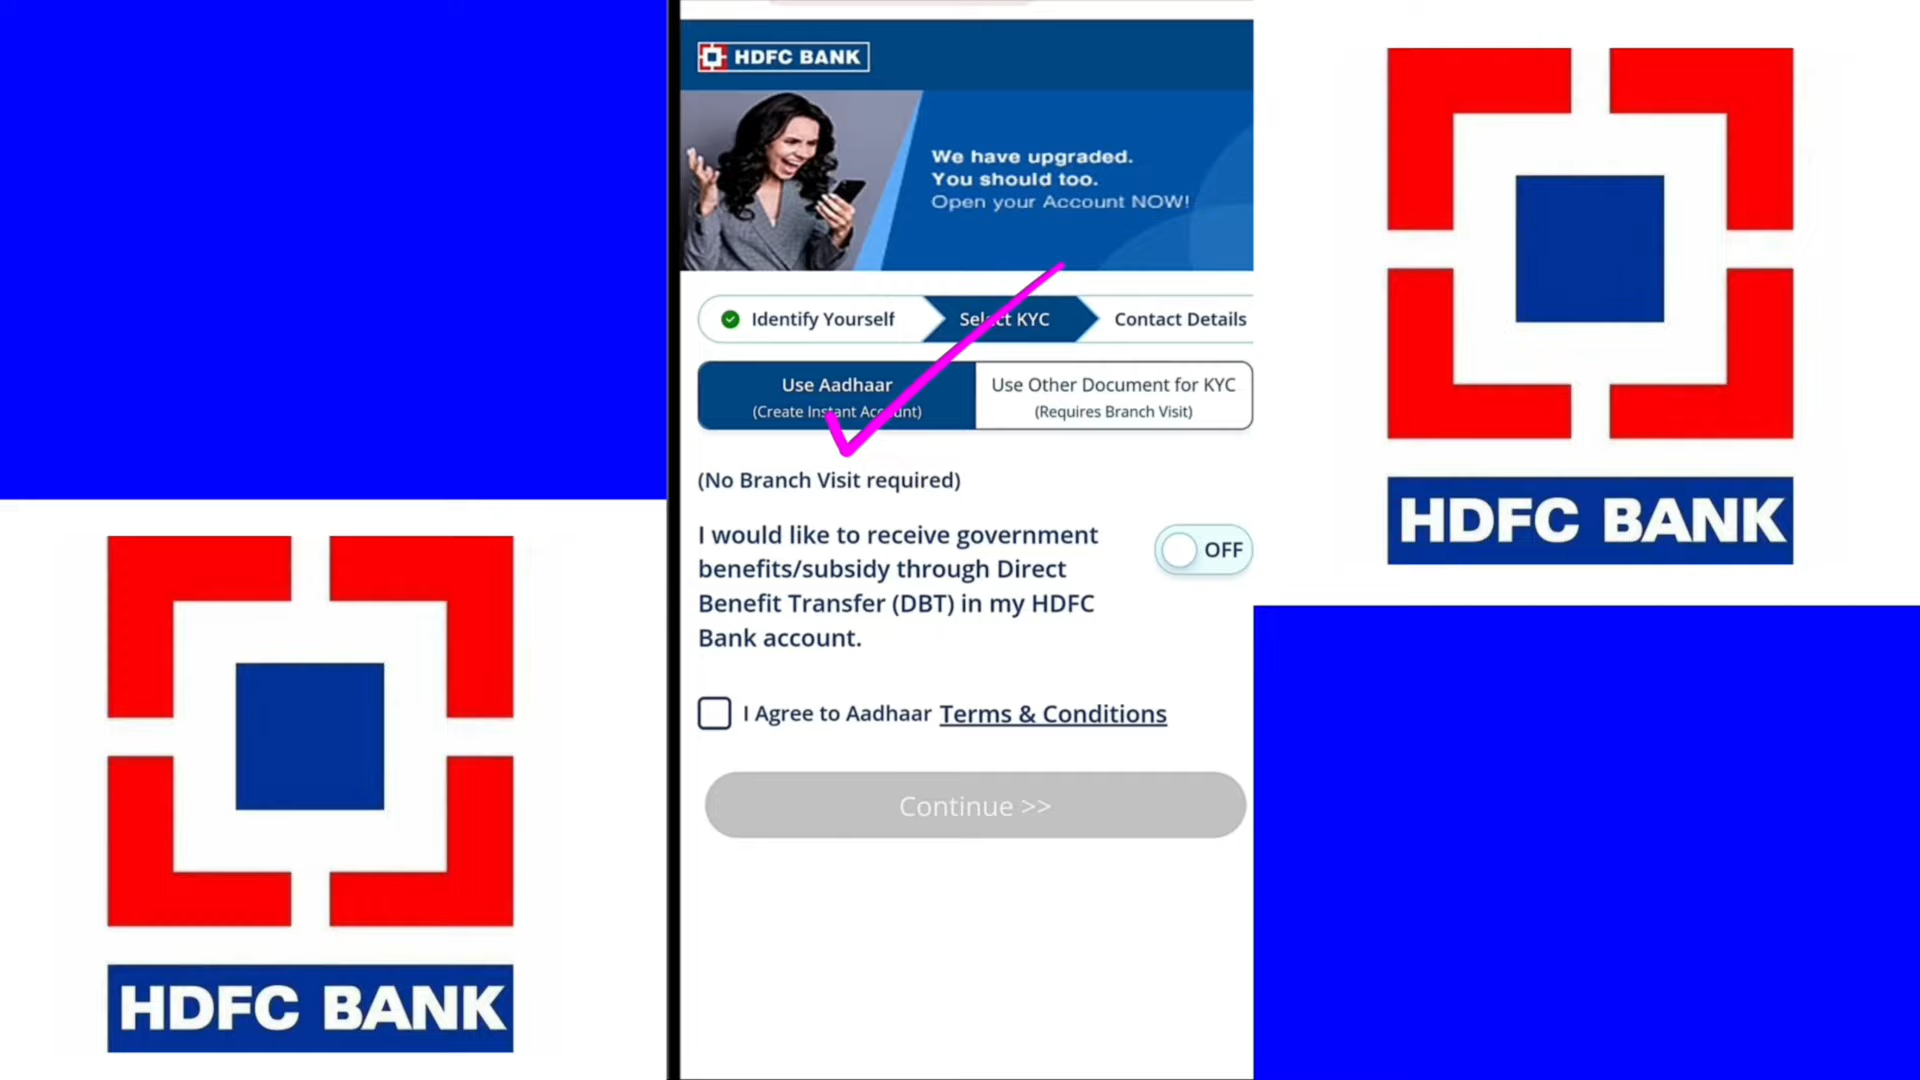 HDFC BANK
We have upgraded.
You should too.
Open your Account NOW!
Identify Yourself
Select KYC
Contact Details
Use Aadhaar
(Create Instant Account)
Use Other Document for KYC
(Requires Branch Visit)
(No Branch Visit required)
I would like to receive government
benefits/subsidy through Direct
Benefit Transfer (DBT) in my HDFC
Bank account.
OFF
I Agree to Aadhaar Terms & Conditions
Continue >>
HDFC BANK
HDFC BANK